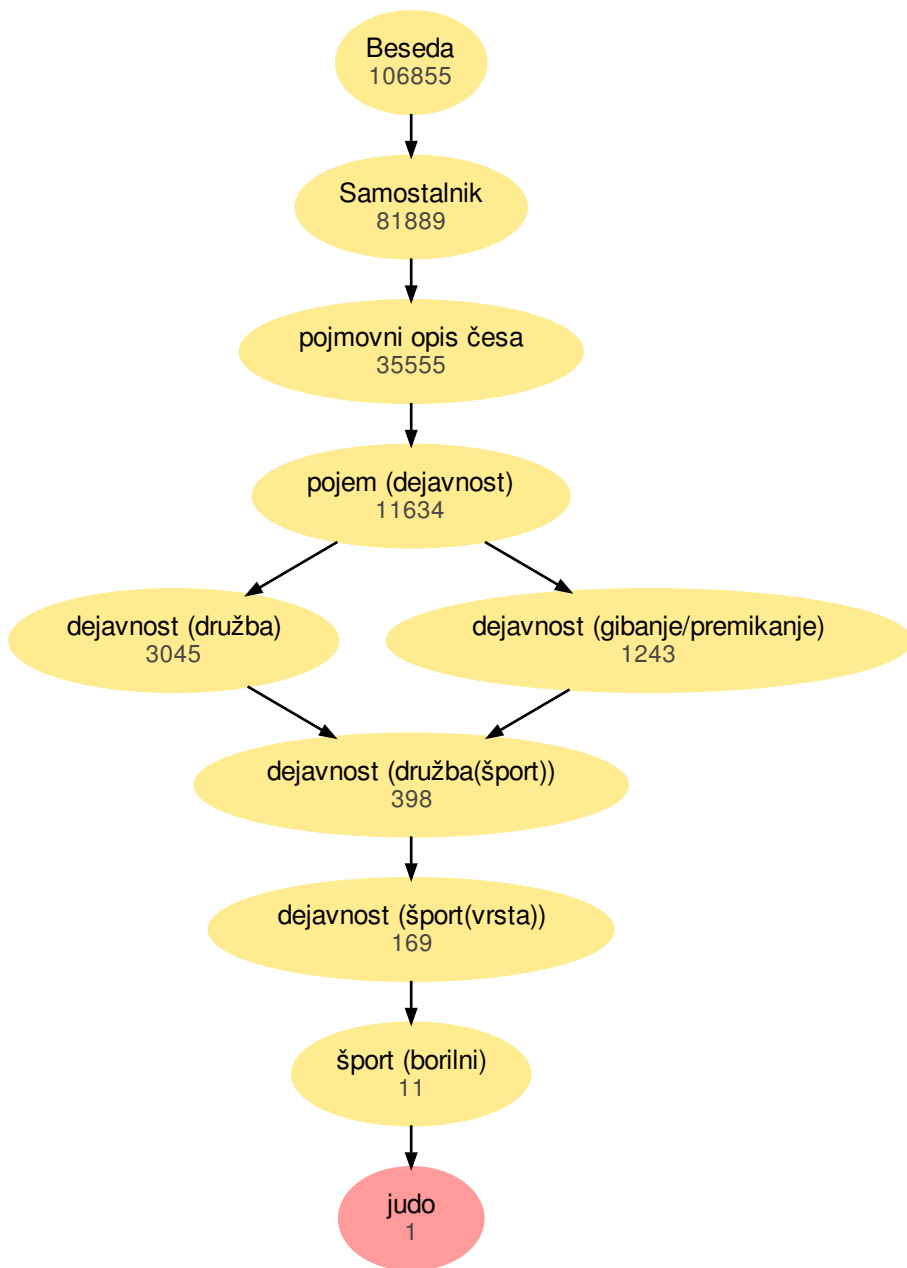 Beseda
106855
Samostalnik
81889
pojmovni opis česa
35555
pojem (dejavnost)
11634
dejavnost (družba)
3045
dejavnost (gibanje/premikanje)
1243
dejavnost (družba(šport))
398
dejavnost (šport(vrsta))
169
šport (borilni)
11
judo
1